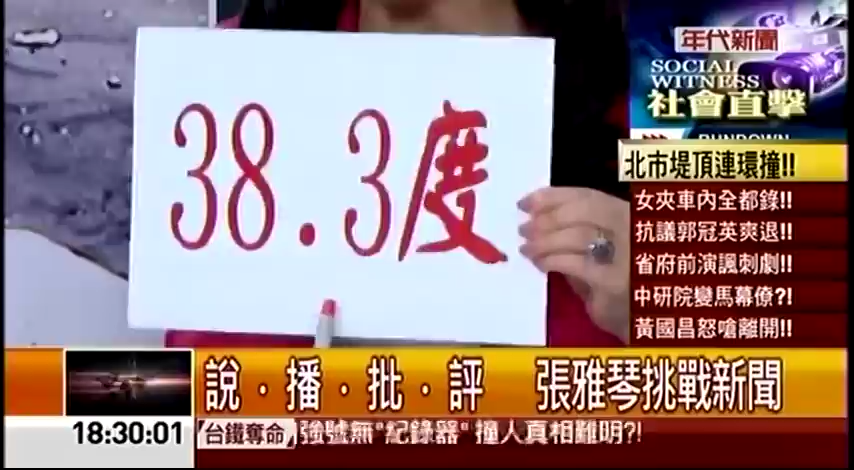 38.3度
年代新聞
SOCIAL
WITNESS
社會直擊
RUNDOWN
北市堤頂連環撞!!
女夾車內全都錄!!
抗議郭冠英爽退!!
省府前演諷刺劇!!
中研院變馬幕僚?!
黃國昌怒嗆離開!!
說·播·批·評 張雅琴挑戰新聞
18:30:01
台鐵奪命 強號無"紀錄器" 撞人真相難明?!